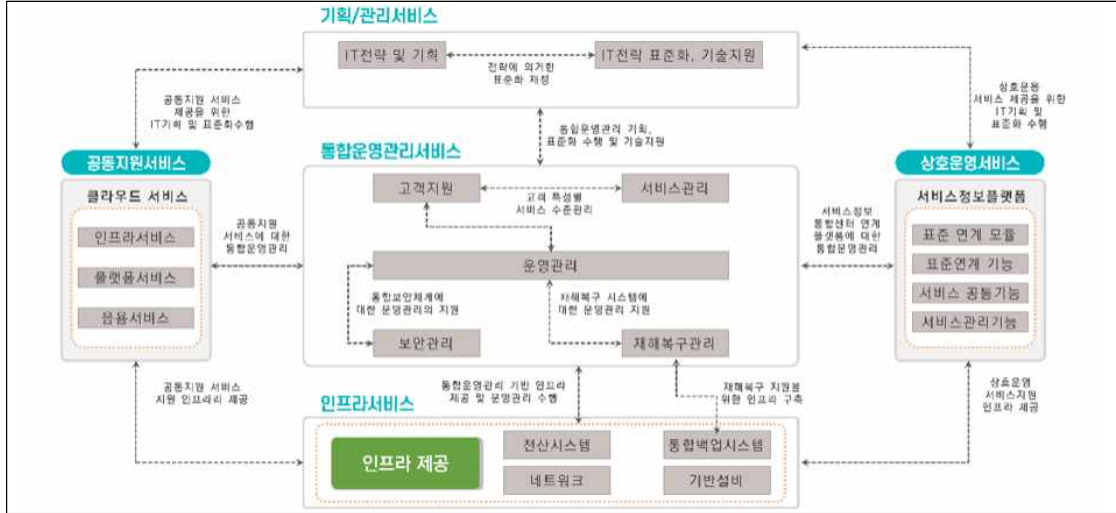 기획/관리서비스
IT전략 및 기획
IT전략 표준화, 기술지원
전략에 의거한
표준화 재정
공동지원 서비스
제공을 위한
IT기획 및 표준화수행
상호운용
서비스 제공을 위한
IT기획 및
표준화 수행
통합운영관리 기획,
표준화 수행 및 기술지원
공동지원서비스
클라우드 서비스
인프라서비스
플랫폼서비스
응용서비스
통합운영관리서비스
고객지원
서비스관리
고객 특성별
서비스 수준관리
운영관리
통합보안체계에
대한 운영관리의 지원
재해복구 시스템에
대한 운영관리 지원
보안관리
재해복구관리
공동지원
서비스에 대한
통합운영관리
서비스정보
통합센터 연계
플랫폼에 대한
통합운영관리
상호운영서비스
서비스정보플랫폼
표준 연계 모듈
표준연계 기능
서비스 공통기능
서비스관리기능
공동지원 서비스
지원 인프라리 제공
통합운영관리 기반 인프라
제공 및 운영관리 수행
재해복구 지원을
위한 인프리 구축
상호운영
서비스지원
인프라 제공
인프라서비스
인프라 제공
전산시스템
통합백업시스템
네트워크
기반설비